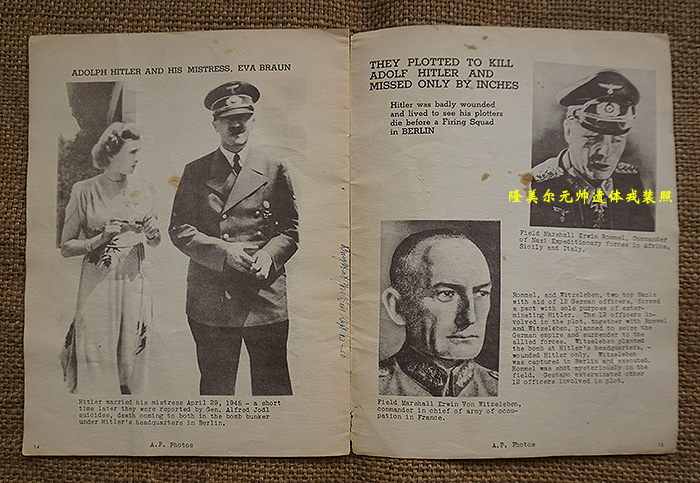 ADOLPH HITLER AND HIS MISTRESS, EVA BRAUN
Hitler married his mistress April 29, 1945 - a short
time later they were reported by Gen. Alfred Jodl
suicides, death coming to both in the bomb bunker
under Hitler's headquarters in Berlin.
14
A.P. Photos
THEY PLOTTED TO KILL
ADOLF HITLER AND
MISSED ONLY BY INCHES
Hitler was badly wounded
and lived to see his plotters
die before a Firing Squad
in BERLIN
隆美尔元帅遗体戎装照
Field Marshall Erwin Rommel, Commander
of Nazi Expeditionary forces in Africa,
Sicily and Italy.
Rommel, and Witzeleben, two top Nazis
with aid of 12 German officers, formed
a pact with sole purpose of exter-
minating Hitler. The 12 officers in-
volved in the plot, together with Rommel
and Witzeleben, planned to seize the
German empire and surrender to the
allied forces. Witzeleben planted
the bomb at Hitler's headquarters, -
wounded Hitler only. Witzeleben
was captured in Berlin and executed.
Rommel was shot mysteriously in the
field. Gestapo exterminated other
12 officers involved in plot.
Field Marshall Erwin Von Witzeleben,
commander in chief of army of occu-
pation in France.
A.P. Photos